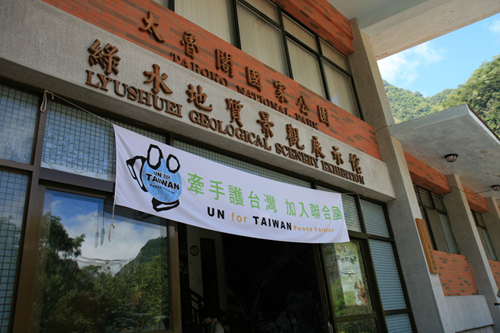 太魯閣國家公園
TAROKO NATIONAL PARK
綠水地質景觀展示館
LYUSHUEI GEOLOGICAL SCENERY EXHIBITION
UN for
TAIWAN
牽手護台灣 加入聯合國
UN for TAIWAN Peace Forever